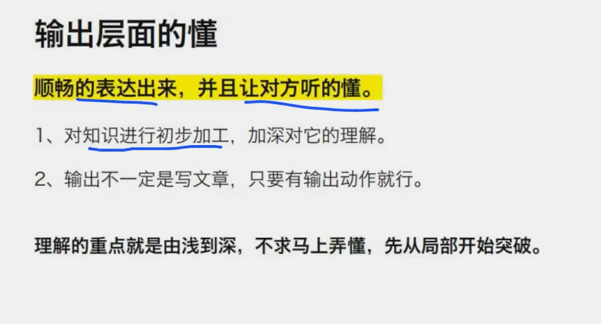 输出层面的懂
顺畅的表达出来，并且让对方听的懂。
1、对知识进行初步加工，加深对它的理解。
2、输出不一定是写文章，只要有输出动作就行。
理解的重点就是由浅到深，不求马上弄懂，先从局部开始突破。